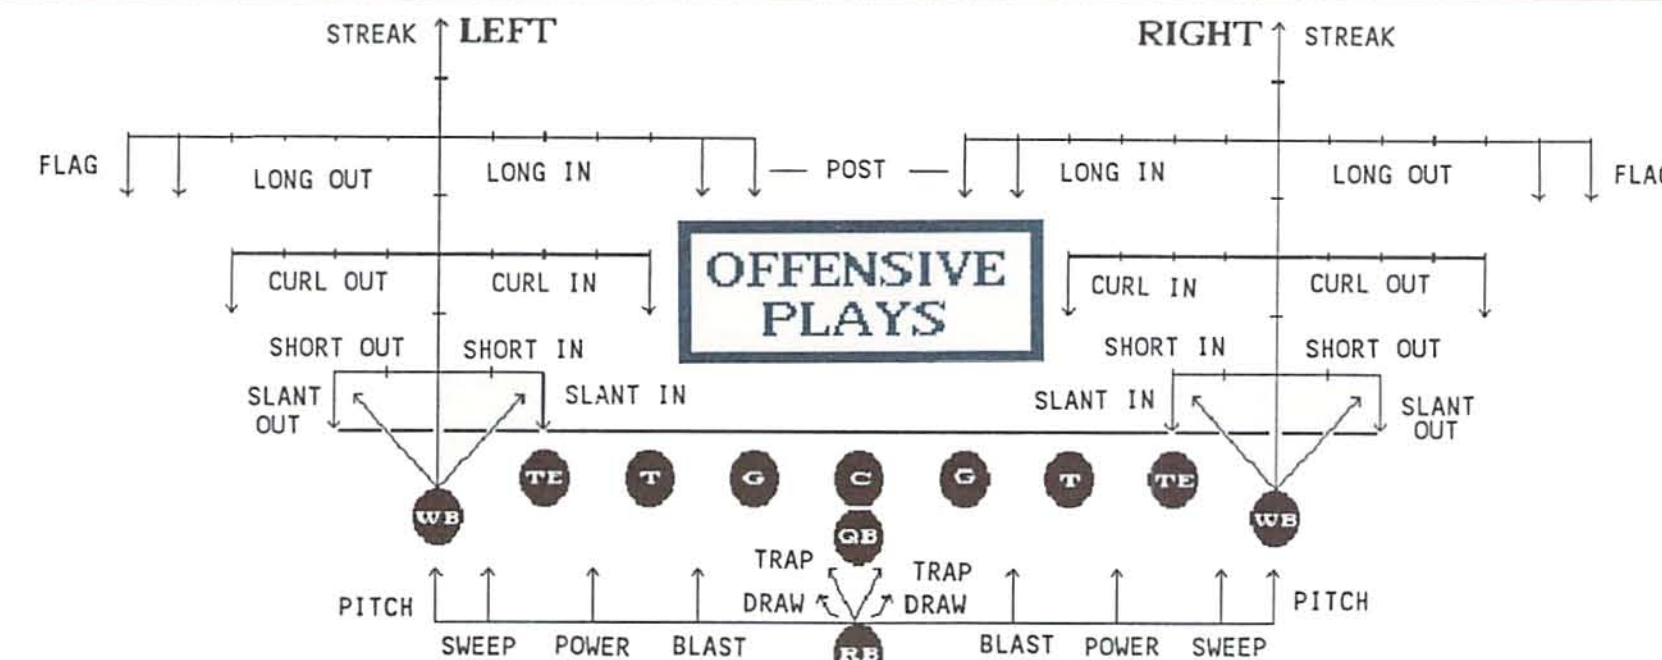 STREAK LEFT RIGHT STREAK
FLAG LONG OUT LONG IN POST LONG IN LONG OUT FLAG
OFFENSIVE
PLAYS
CURL OUT CURL IN CURL IN CURL OUT
SHORT OUT SHORT IN SHORT IN SHORT OUT
SLANT
OUT
SLANT IN SLANT IN
SLANT
OUT
TE T G C G T TE
WB QB WB
TRAP TRAP
PITCH DRAW DRAW PITCH
SWEEP POWER BLAST RB BLAST POWER SWEEP